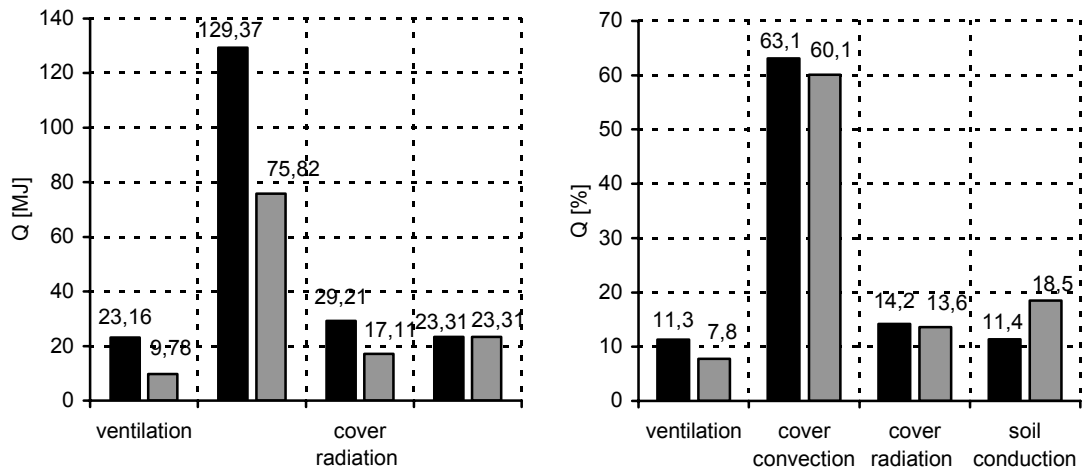 140
120
100
80
60
40
20
0
Q [MJ]
129,37
75,82
23,16
9,78
29,21
17,11
23,31
23,31
ventilation
cover
radiation
70
60
50
40
30
20
10
0
Q [%]
63,1
60,1
11,3
7,8
14,2
13,6
11,4
18,5
ventilation
cover
convection
cover
radiation
soil
conduction